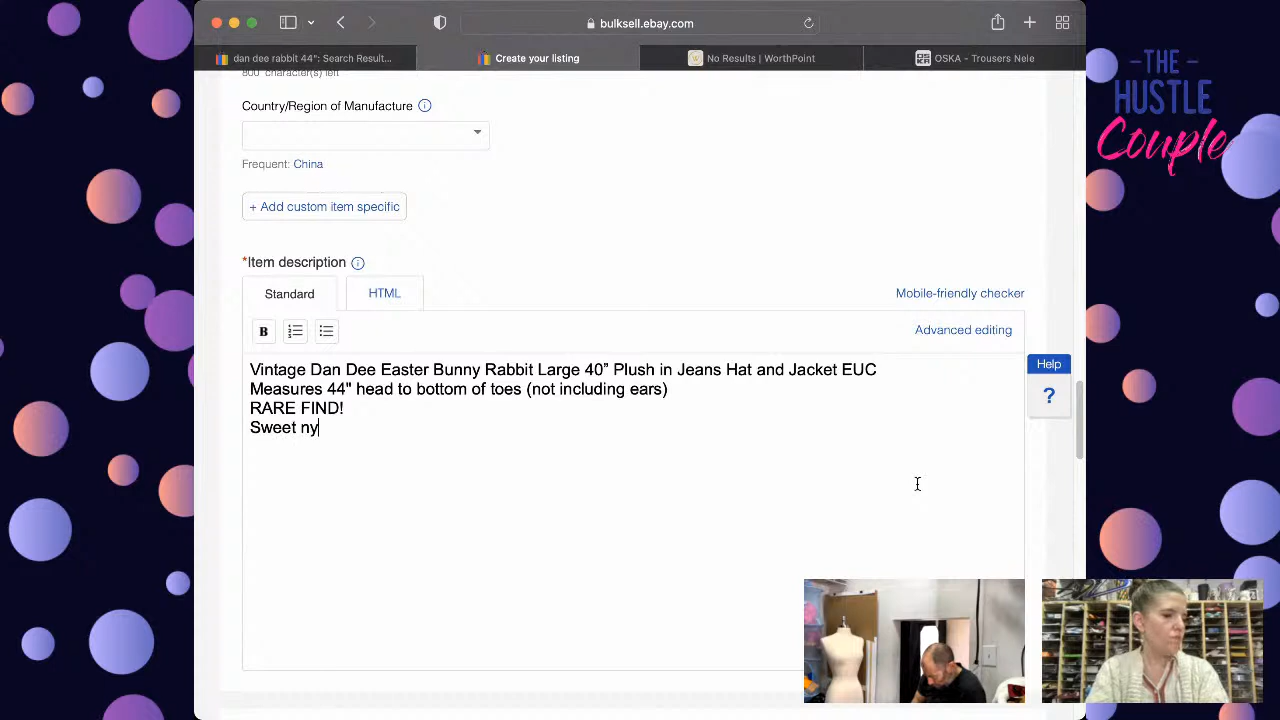 bulksell.ebay.com
dan dee rabbit 44": Search Result...
Create your listing
No Results | WorthPoint
OSKA - Trousers Nele
-THE-
HUSTLE
Couple
800 character(s) left
Country/Region of Manufacture
Frequent: China
+ Add custom item specific
*Item description
Standard
HTML
Mobile-friendly checker
B
Advanced editing
Vintage Dan Dee Easter Bunny Rabbit Large 40” Plush in Jeans Hat and Jacket EUC
Measures 44" head to bottom of toes (not including ears)
RARE FIND!
Sweet ny
Help
?